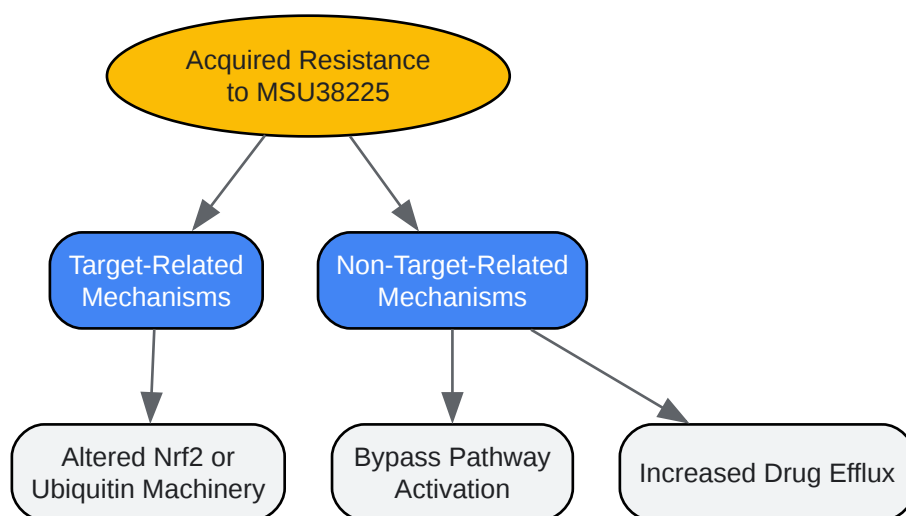 Acquired Resistance
to MSU38225
Target-Related
Mechanisms
Non-Target-Related
Mechanisms
Altered Nrf2 or
Ubiquitin Machinery
Bypass Pathway
Activation
Increased Drug Efflux